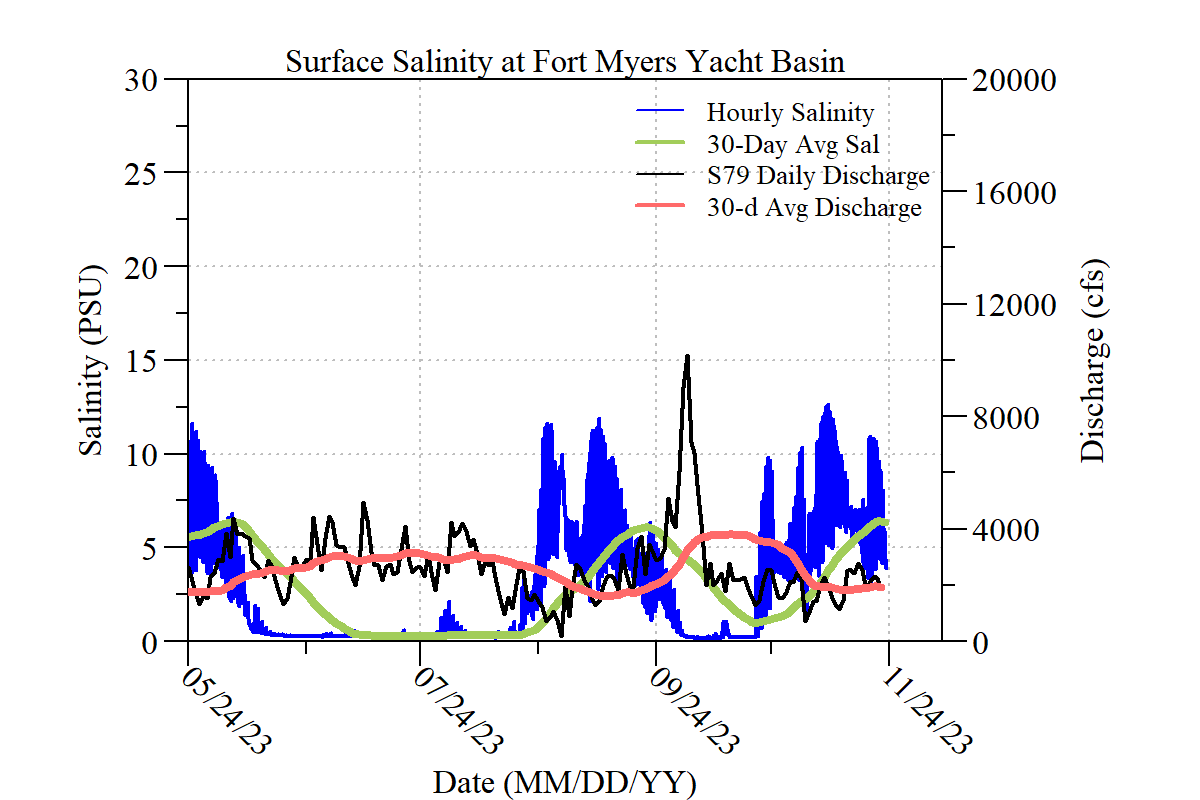 Surface Salinity at Fort Myers Yacht Basin
30
25
20
15
10
5
0
Salinity (PSU)
Hourly Salinity
30-Day Avg Sal
S79 Daily Discharge
30-d Avg Discharge
20000
16000
12000
8000
4000
0
Discharge (cfs)
05/24/23
07/24/23
09/24/23
11/24/23
Date (MM/DD/YY)